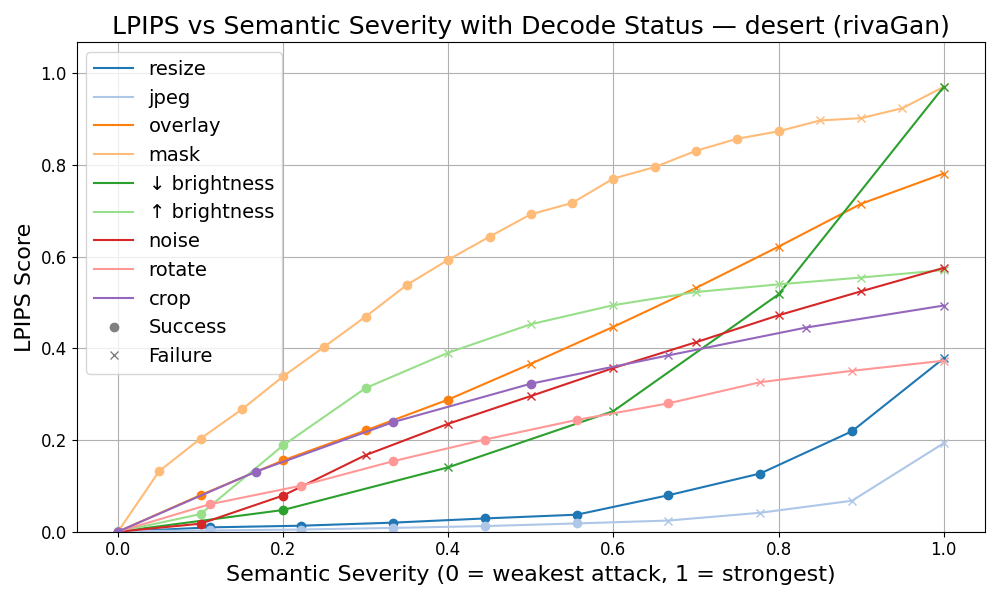 LPIPS vs Semantic Severity with Decode Status — desert (rivaGan)
LPIPS Score
1.0
0.8
0.6
0.4
0.2
0.0
resize
jpeg
overlay
mask
↓ brightness
↑ brightness
noise
rotate
crop
Success
Failure
0.0 0.2 0.4 0.6 0.8 1.0
Semantic Severity (0 = weakest attack, 1 = strongest)